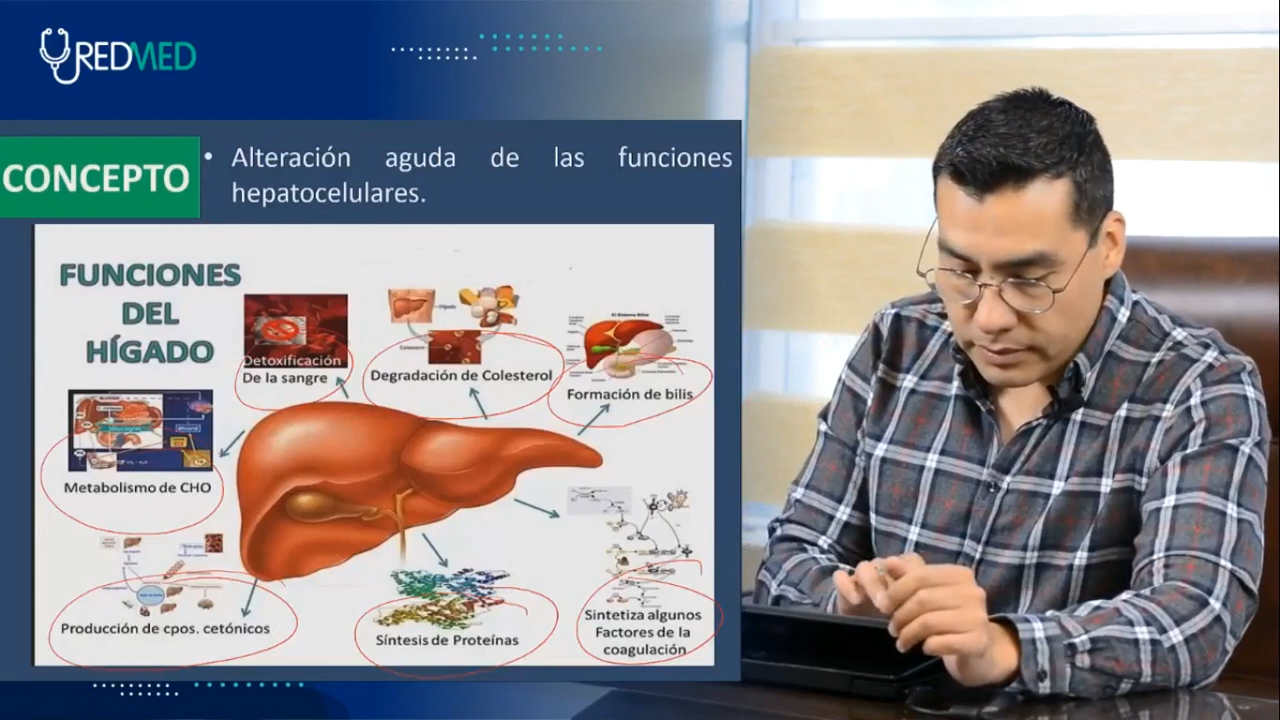 REDMED
CONCEPTO
• Alteración aguda de las funciones
hepatocelulares.
FUNCIONES
DEL
HÍGADO
Detoxificación
De la sangre
Degradación de Colesterol
Formación de bilis
Metabolismo de CHO
Producción de cpos. cetónicos
Síntesis de Proteínas
Sintetiza algunos
Factores de la
coagulación